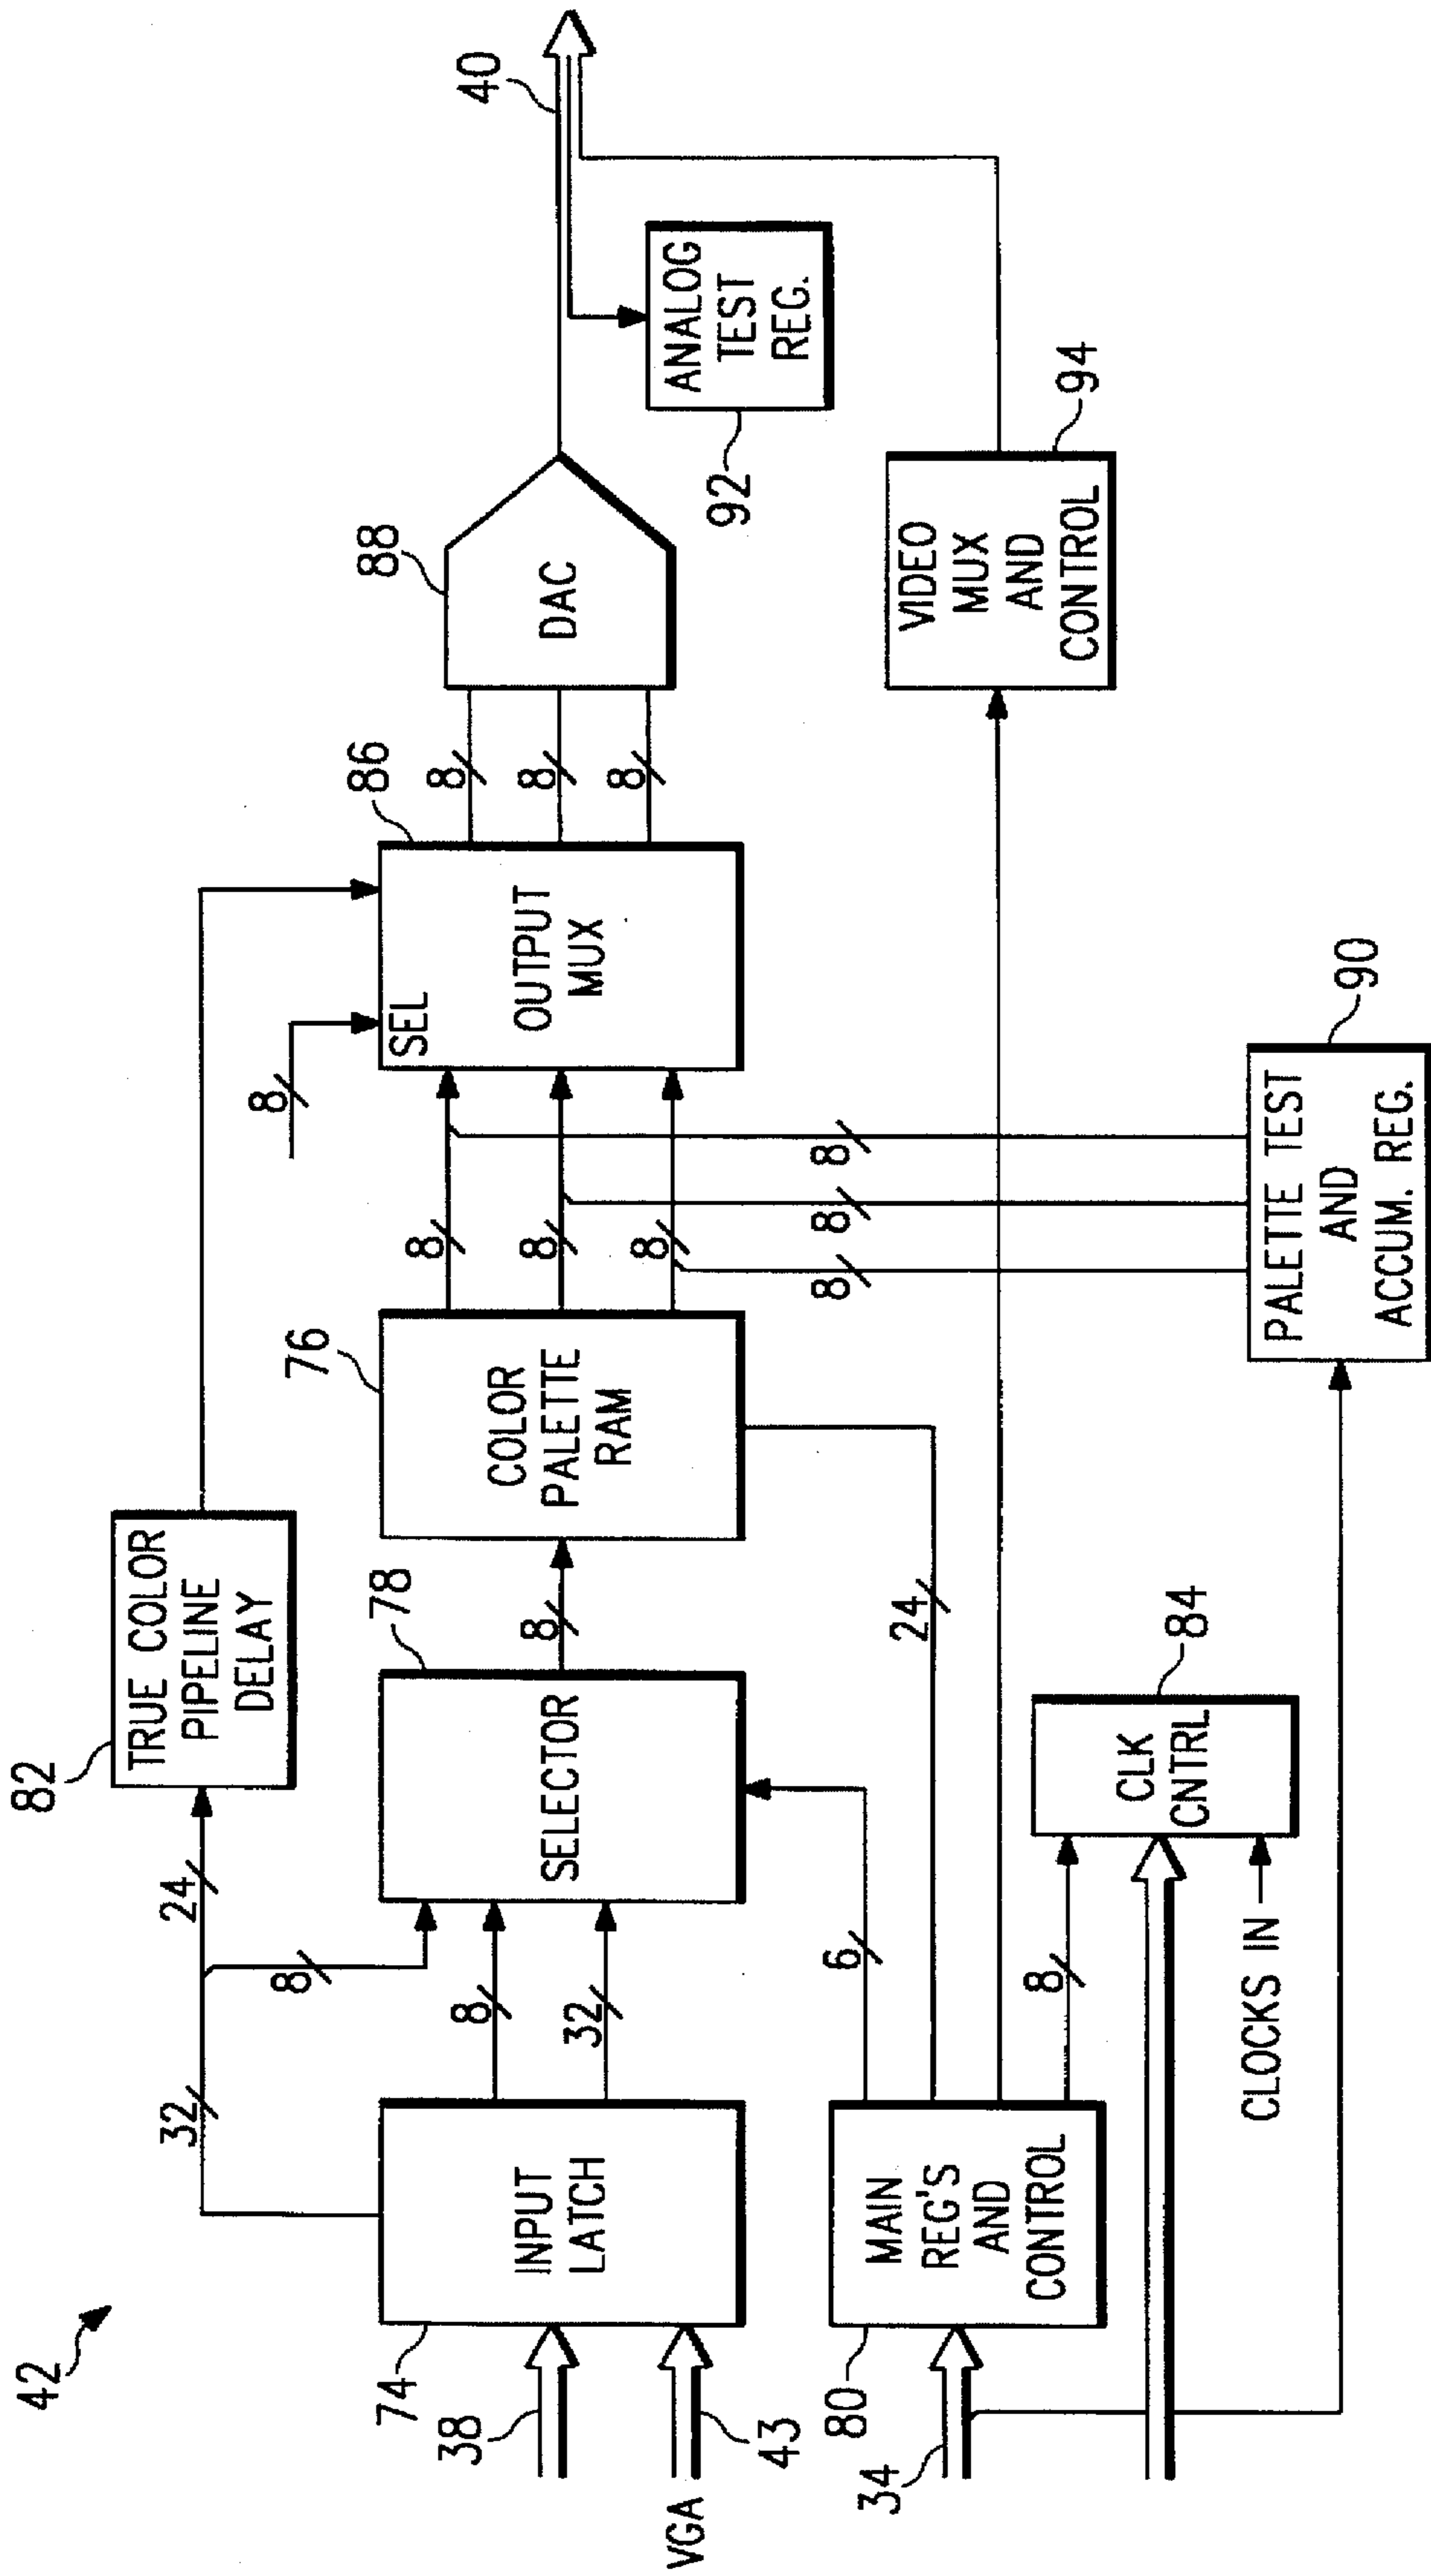 42
82
TRUE COLOR
PIPELINE
DELAY
32
24
8
8
74
INPUT
LATCH
38
43
VGA
8
32
78
SELECTOR
8
76
COLOR
PALETTE
RAM
8
8
8
86
SEL
OUTPUT
MUX
8
8
8
88
DAC
40
92
ANALOG
TEST
REG.
80
MAIN
REG'S
AND
CONTROL
34
6
24
8
84
CLK
CNTRL
CLOCKS IN
8
8
8
90
PALETTE TEST
AND
ACCUM. REG.
94
VIDEO
MUX
AND
CONTROL